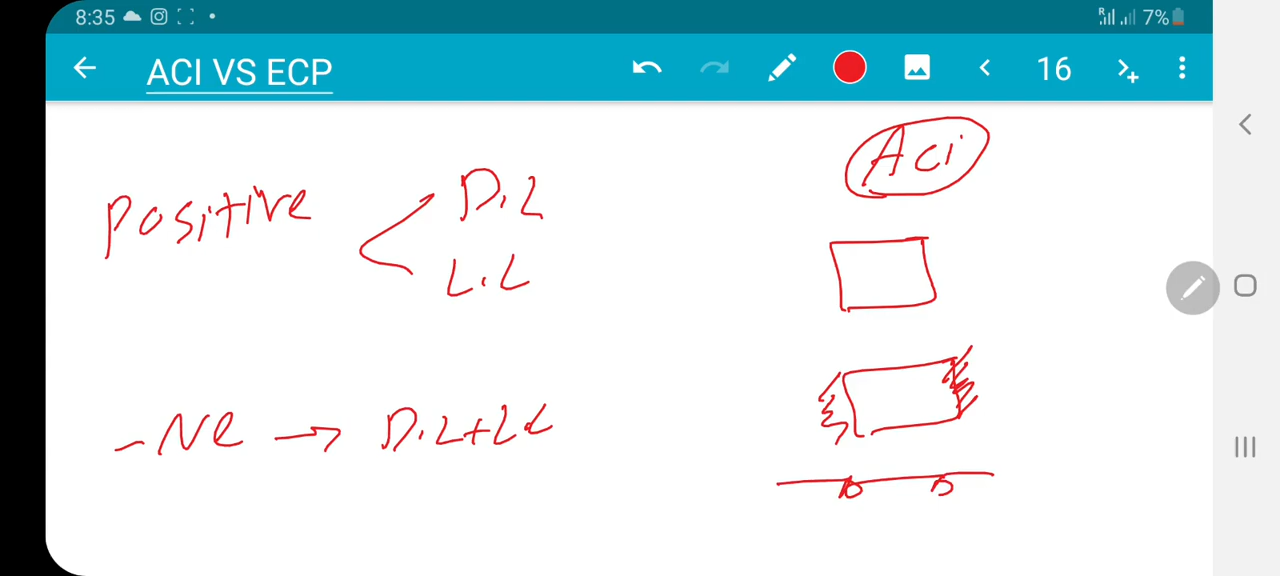 8:35
R
7%
ACI VS ECP
16
ACi
Positive
D.L
L.L
-Ve → D.L+L.L